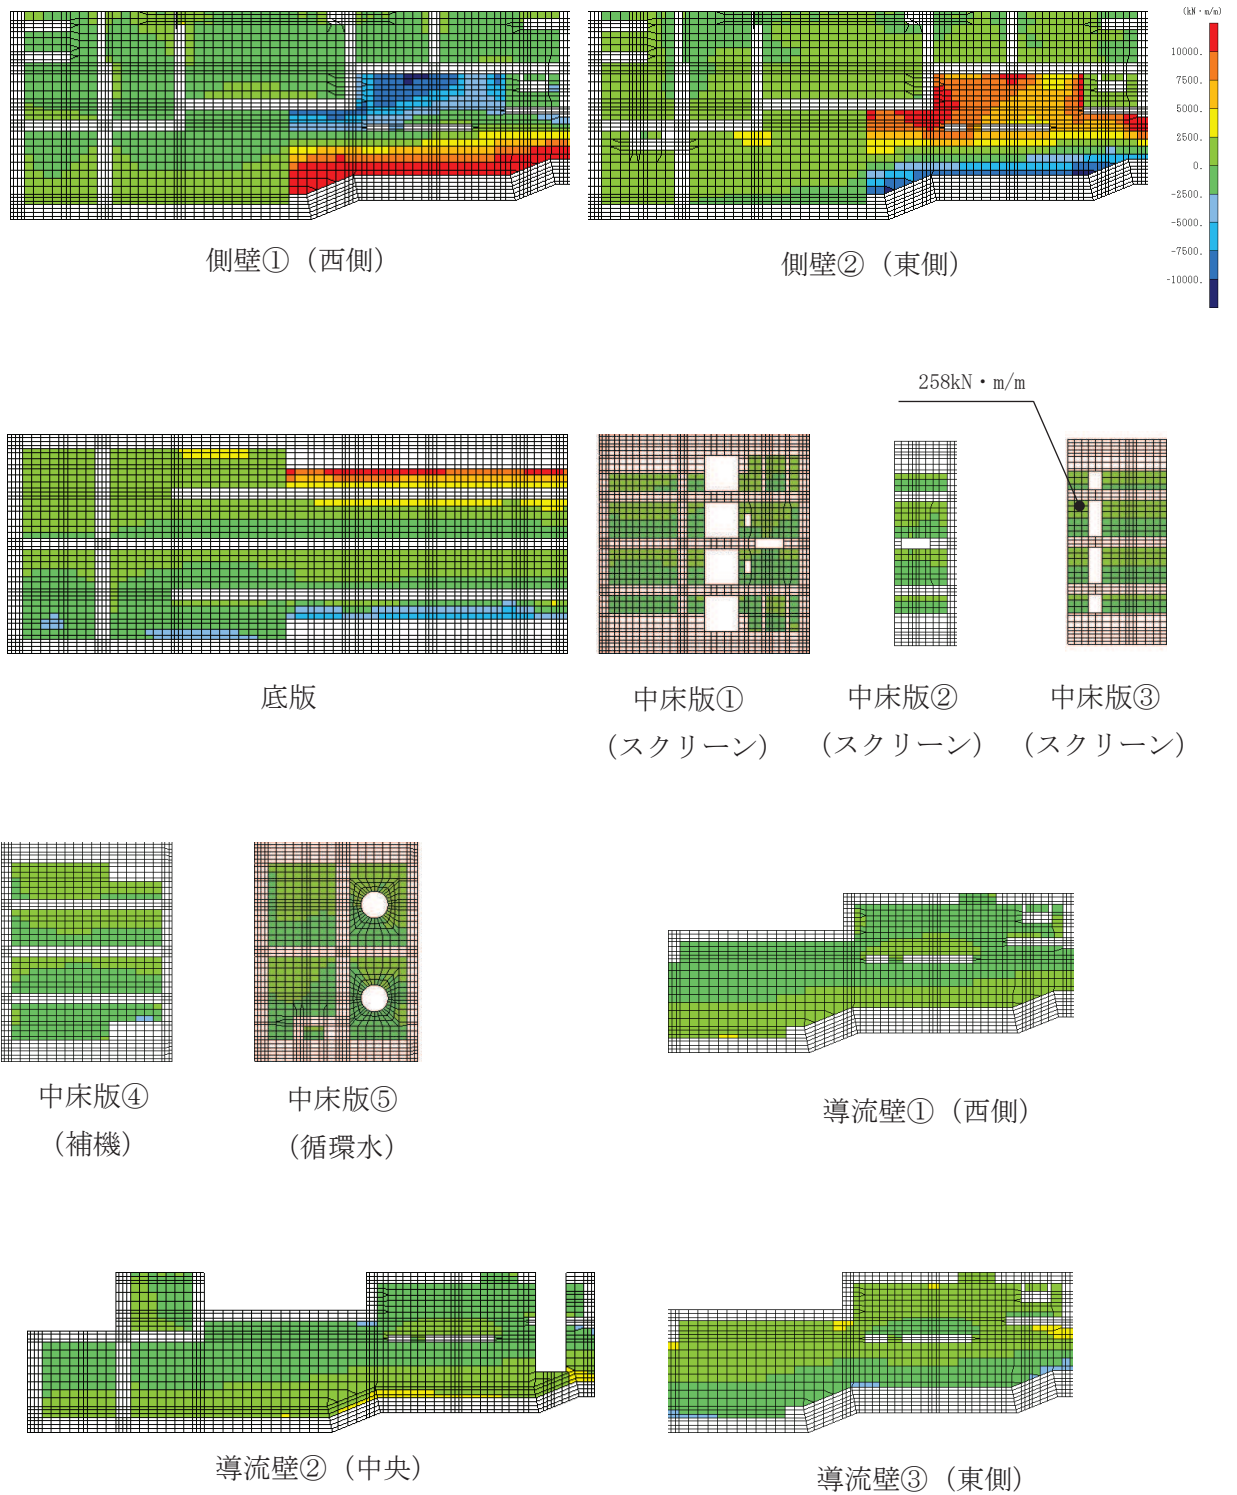 (kN・m/m)
10000.
7500.
5000.
2500.
0.
-2500.
-5000.
-7500.
-10000.
側壁①（西側）
側壁②（東側）
258kN・m/m
底版
中床版①
（スクリーン）
中床版②
（スクリーン）
中床版③
（スクリーン）
中床版④
（補機）
中床版⑤
（循環水）
導流壁①（西側）
導流壁②（中央）
導流壁③（東側）